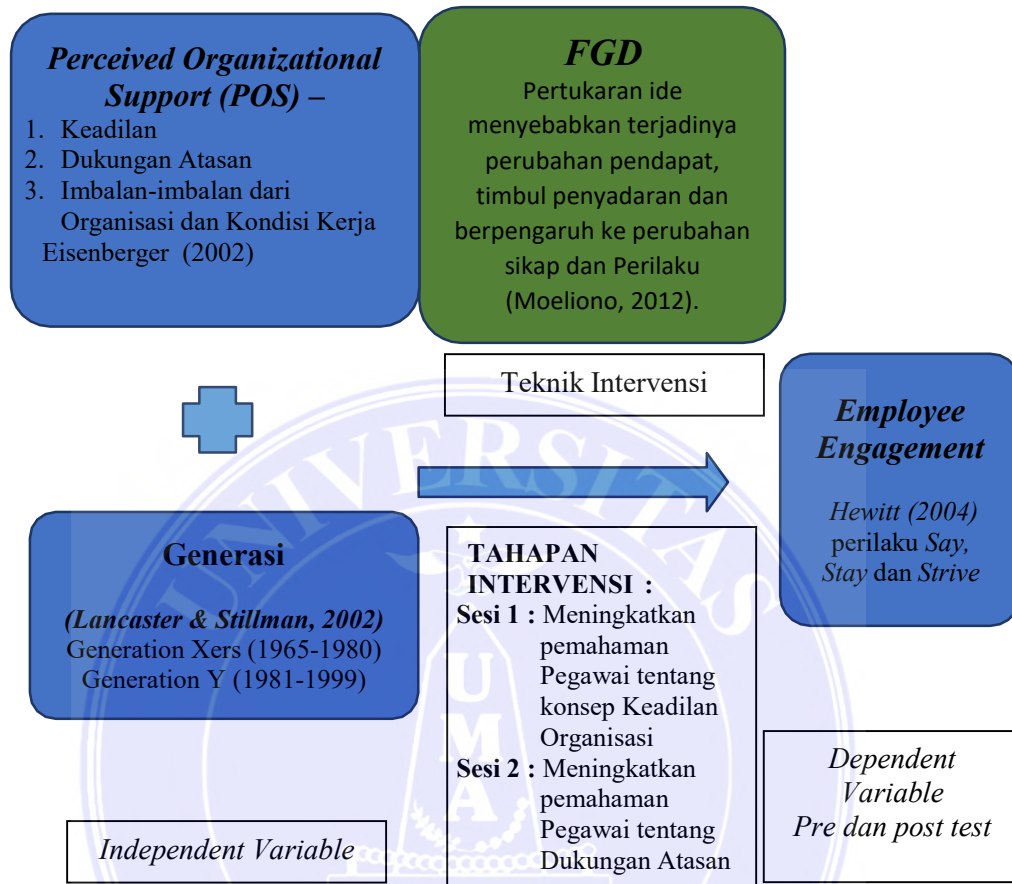 Perceived Organizational
Support (POS) –
1. Keadilan
2. Dukungan Atasan
3. Imbalan-imbalan dari
Organisasi dan Kondisi Kerja
Eisenberger (2002)
FGD
Pertukaran ide
menyebabkan terjadinya
perubahan pendapat,
timbul penyadaran dan
berpengaruh ke perubahan
sikap dan Perilaku
(Moeliono, 2012).
Teknik Intervensi
Employee
Engagement
Hewitt (2004)
perilaku Say,
Stay dan Strive
Generasi
(Lancaster & Stillman, 2002)
Generation Xers (1965-1980)
Generation Y (1981-1999)
TAHAPAN
INTERVENSI :
Sesi 1 : Meningkatkan
pemahaman
Pegawai tentang
konsep Keadilan
Organisasi
Sesi 2 : Meningkatkan
pemahaman
Pegawai tentang
Dukungan Atasan
Independent Variable
Dependent
Variable
Pre dan post test
UNIVERSITAS
UMA